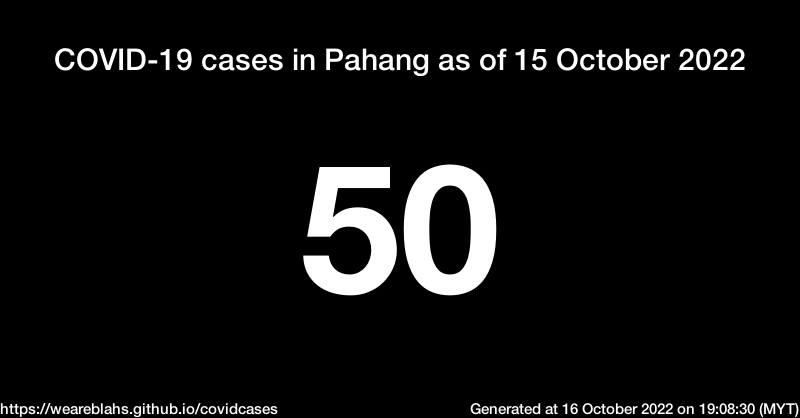 COVID-19 cases in Pahang as of 15 October 2022
50
https://weareblahs.github.io/covidcases
Generated at 16 October 2022 on 19:08:30 (MYT)